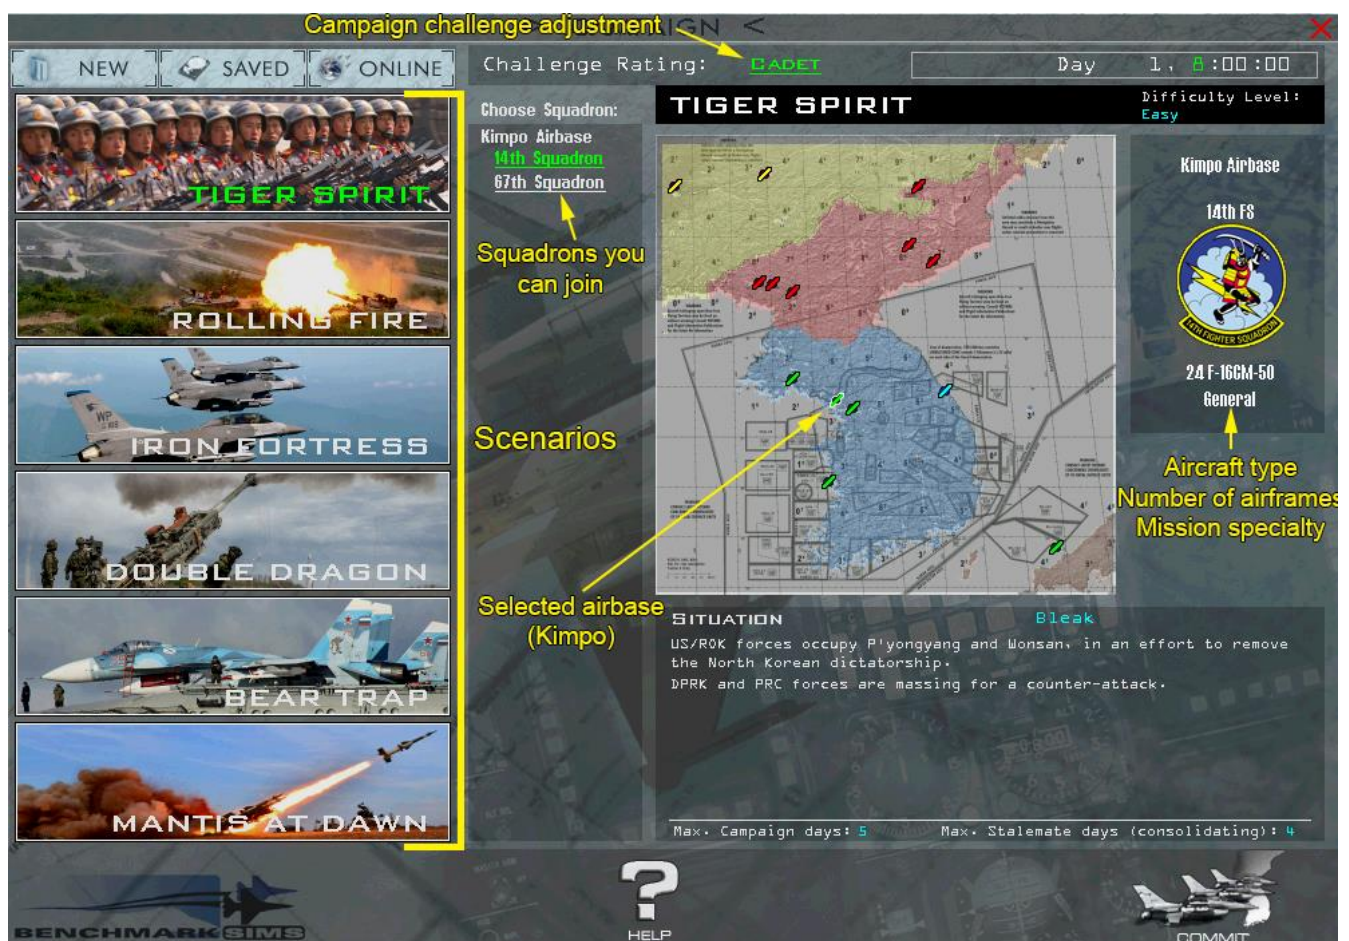 Campaign challenge adjustment
IGN <
NEW
SAVED
ONLINE
Challenge Rating: CADET
Day 1, 8:00:00
TIGER SPIRIT
ROLLING FIRE
IRON FORTRESS
DOUBLE DRAGON
BEAR TRAP
MANTIS AT DAWN
Scenarios
Choose Squadron:
Kimpo Airbase
14th Squadron
67th Squadron
Squadrons you
can join
TIGER SPIRIT
Difficulty Level:
Easy
Selected airbase
(Kimpo)
Kimpo Airbase
14th FS
14TH FIGHTER SQUADRON
24 F-16CM-50
General
Aircraft type
Number of airframes
Mission specialty
SITUATION
Bleak
US/ROK forces occupy P'yongyang and Wonsan, in an effort to remove
the North Korean dictatorship.
DPRK and PRC forces are massing for a counter-attack.
Max. Campaign days: 5
Max. Stalemate days (consolidating): 4
BENCHMARK SIMS
HELP
COMMIT